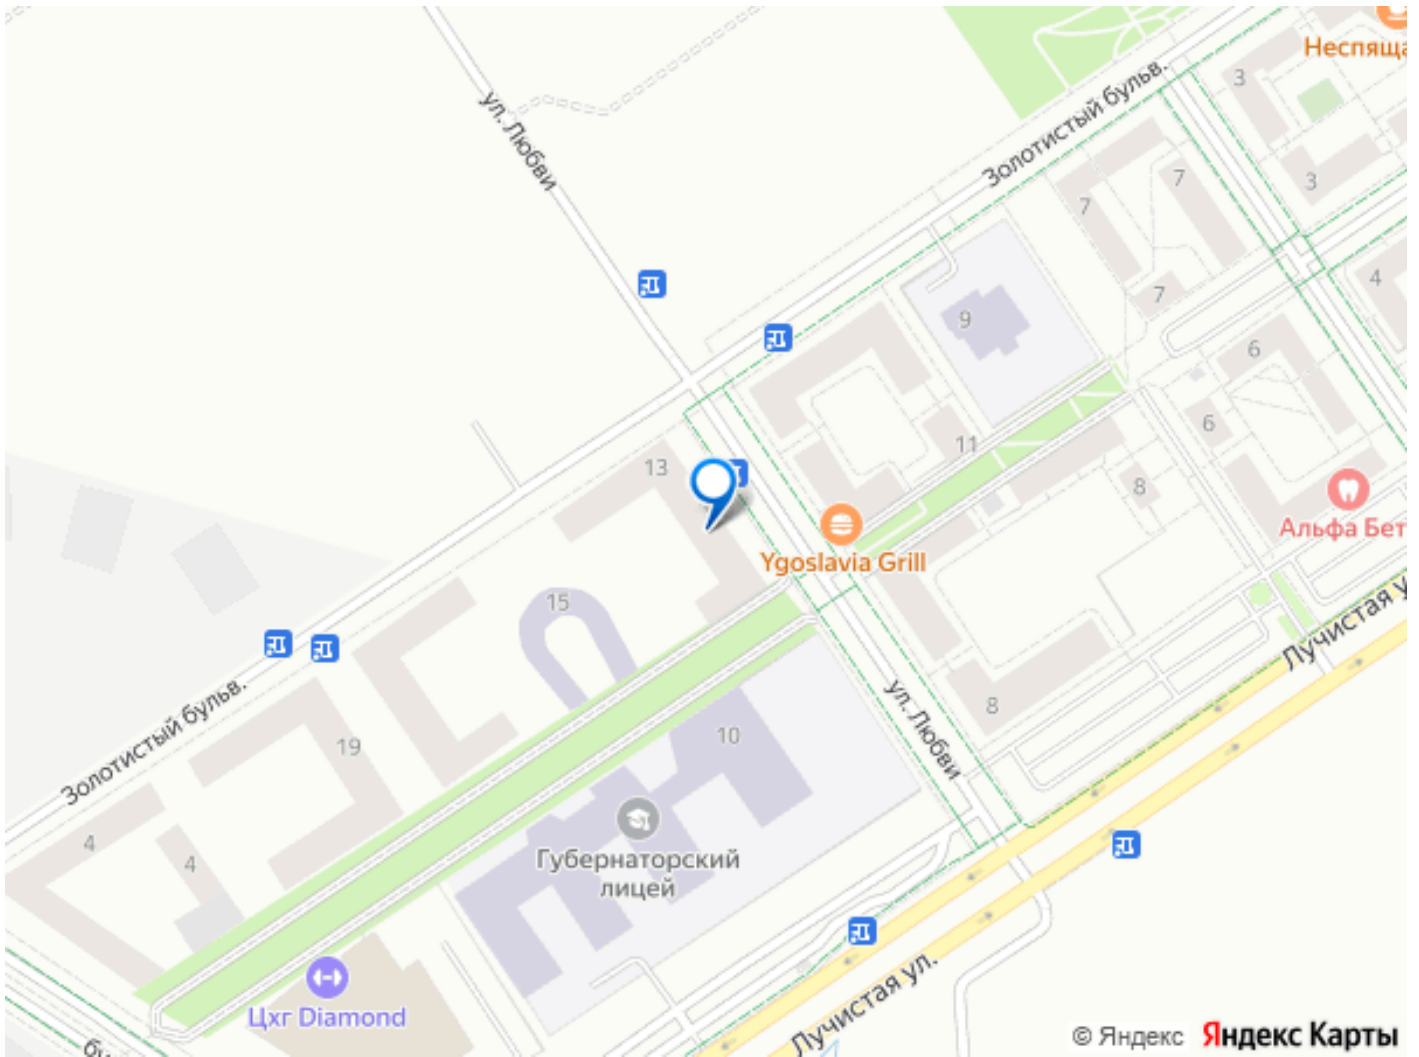 Неспяща
3
Золотистый бульв.
ул. Любви
3
7
7
7
4
9
6
6
11
13
8
Альфа Бет
Ygoslavia Grill
15
Лучистая у
ул. Любви
8
10
Золотистый бульв.
19
4
4
Губернаторский
лицей
Цхг Diamond
Лучистая ул.
бу
© Яндекс Яндекс Карты